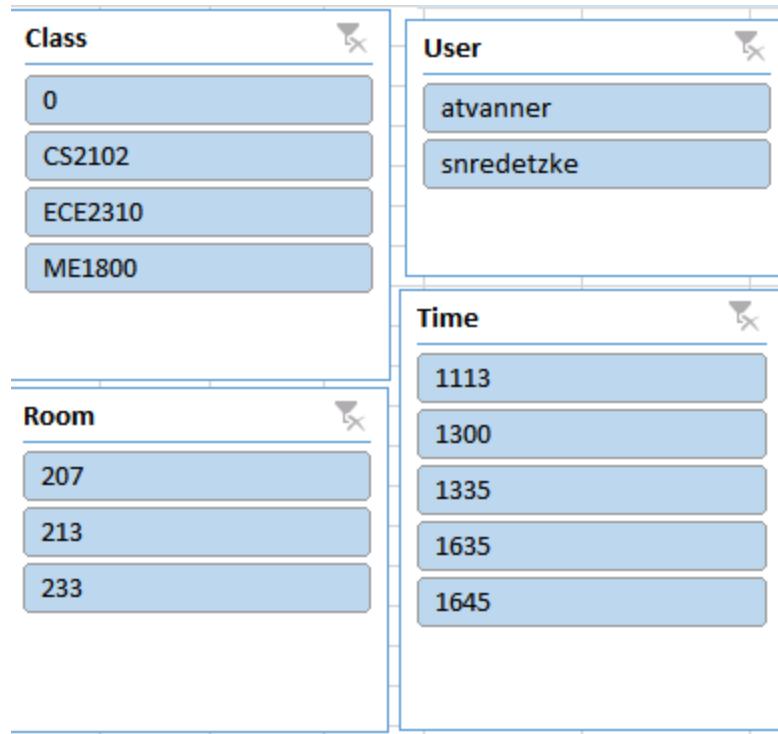 Class
0
CS2102
ECE2310
ME1800
User
atvanner
snredetzke
Room
207
213
233
Time
1113
1300
1335
1635
1645